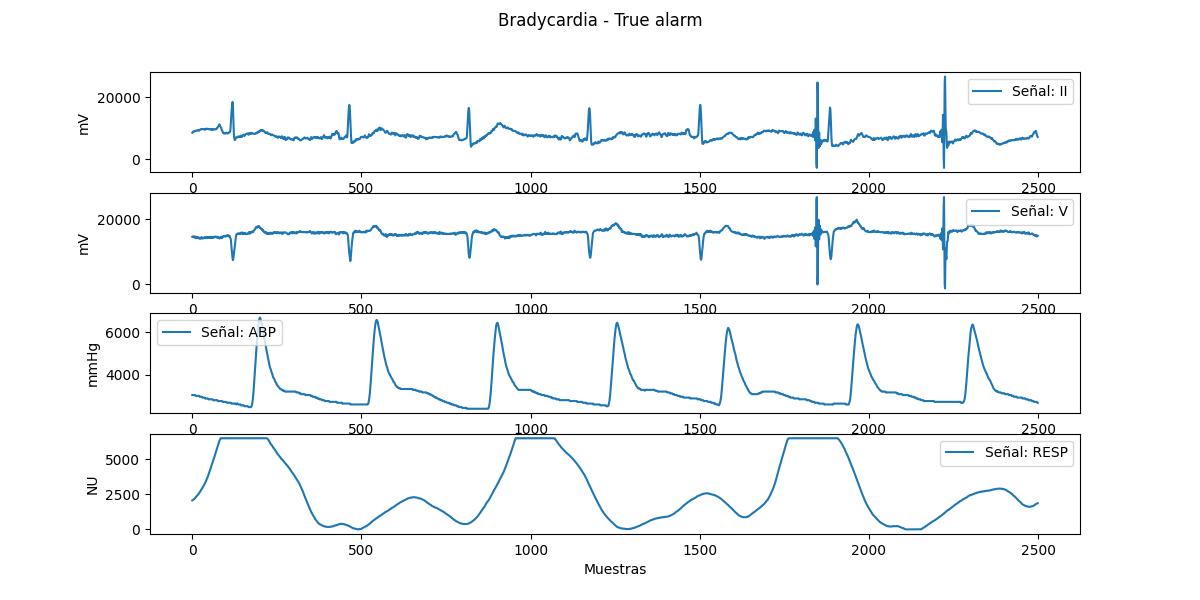 Bradycardia - True alarm
mV
20000
0
Señal: II
0 500 1000 1500 2000 2500
mV
20000
0
Señal: V
0 500 1000 1500 2000 2500
mmHg
6000
4000
Señal: ABP
0 500 1000 1500 2000 2500
NU
5000
2500
0
Señal: RESP
0 500 1000 1500 2000 2500
Muestras